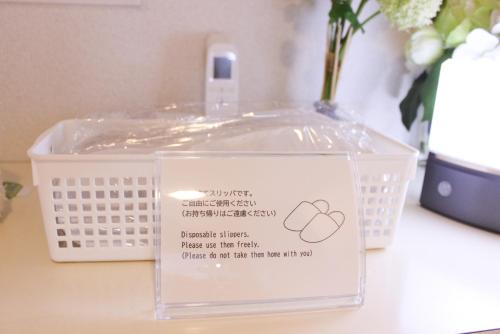 てスリッパです。
ご自由にご使用ください
(お持ち帰りはご遠慮ください)
Disposable slippers.
Please use them freely.
(Please do not take them home with you)